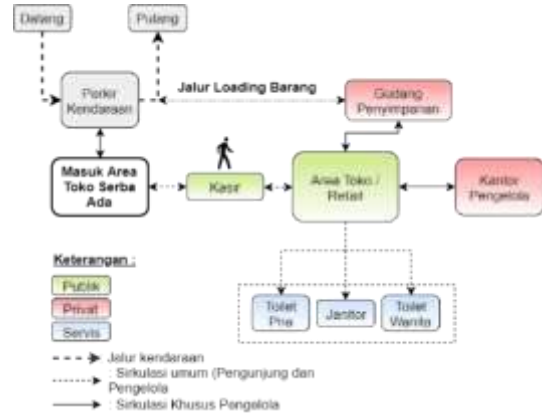 Datang
Pulang
Parkir
Kendaraan
Jalur Loading Barang
Gudang
Penyimpanan
Masuk Area
Toko Serba
Ada
Kasir
Area Toko /
Retail
Kantor
Pengelola
Keterangan :
Publik
Privat
Servis
Toilet
Pria
Janitor
Toilet
Wanita
Jalur kendaraan
: Sirkulasi umum (Pengunjung dan
Pengelola
: Sirkulasi Khusus Pengelola